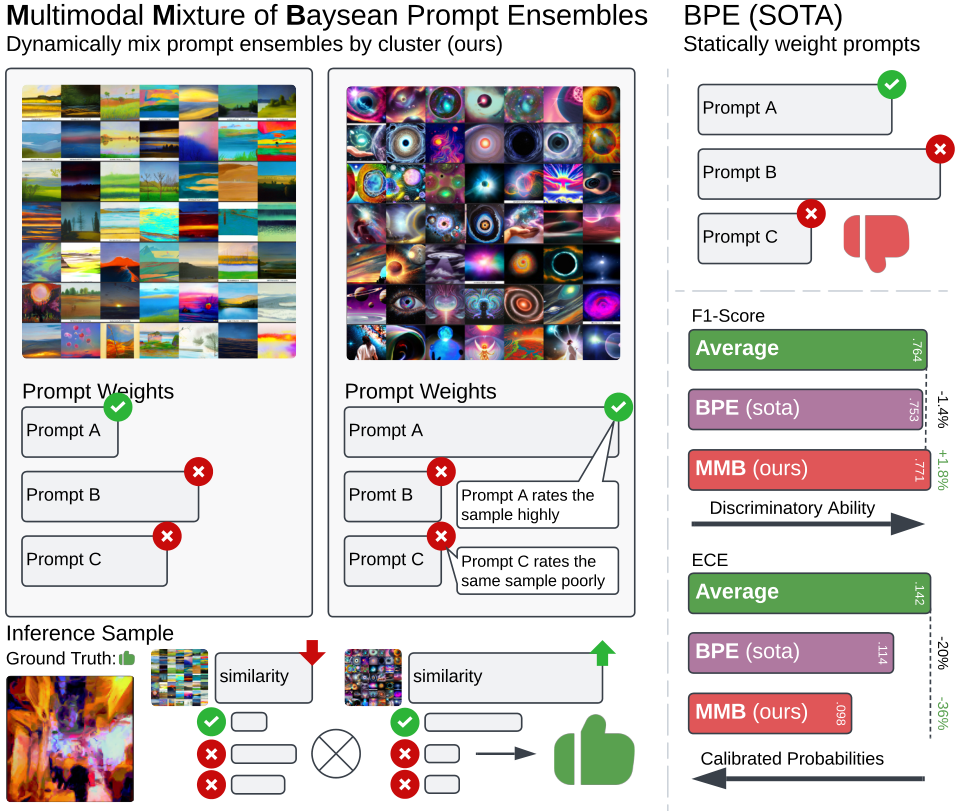 Multimodal Mixture of Baysean Prompt Ensembles
Dynamically mix prompt ensembles by cluster (ours)
Prompt Weights
Prompt A
Prompt B
Prompt C
Prompt Weights
Prompt A
Promt B
Prompt C
Prompt A rates the
sample highly
Prompt C rates the
same sample poorly
Inference Sample
Ground Truth:
similarity
similarity
BPE (SOTA)
Statically weight prompts
Prompt A
Prompt B
Prompt C
F1-Score
Average .764
BPE (sota) .753
-1.4%
MMB (ours) .771
+1.8%
Discriminatory Ability
ECE
Average .142
BPE (sota) .114
-20%
MMB (ours) .098
-36%
Calibrated Probabilities